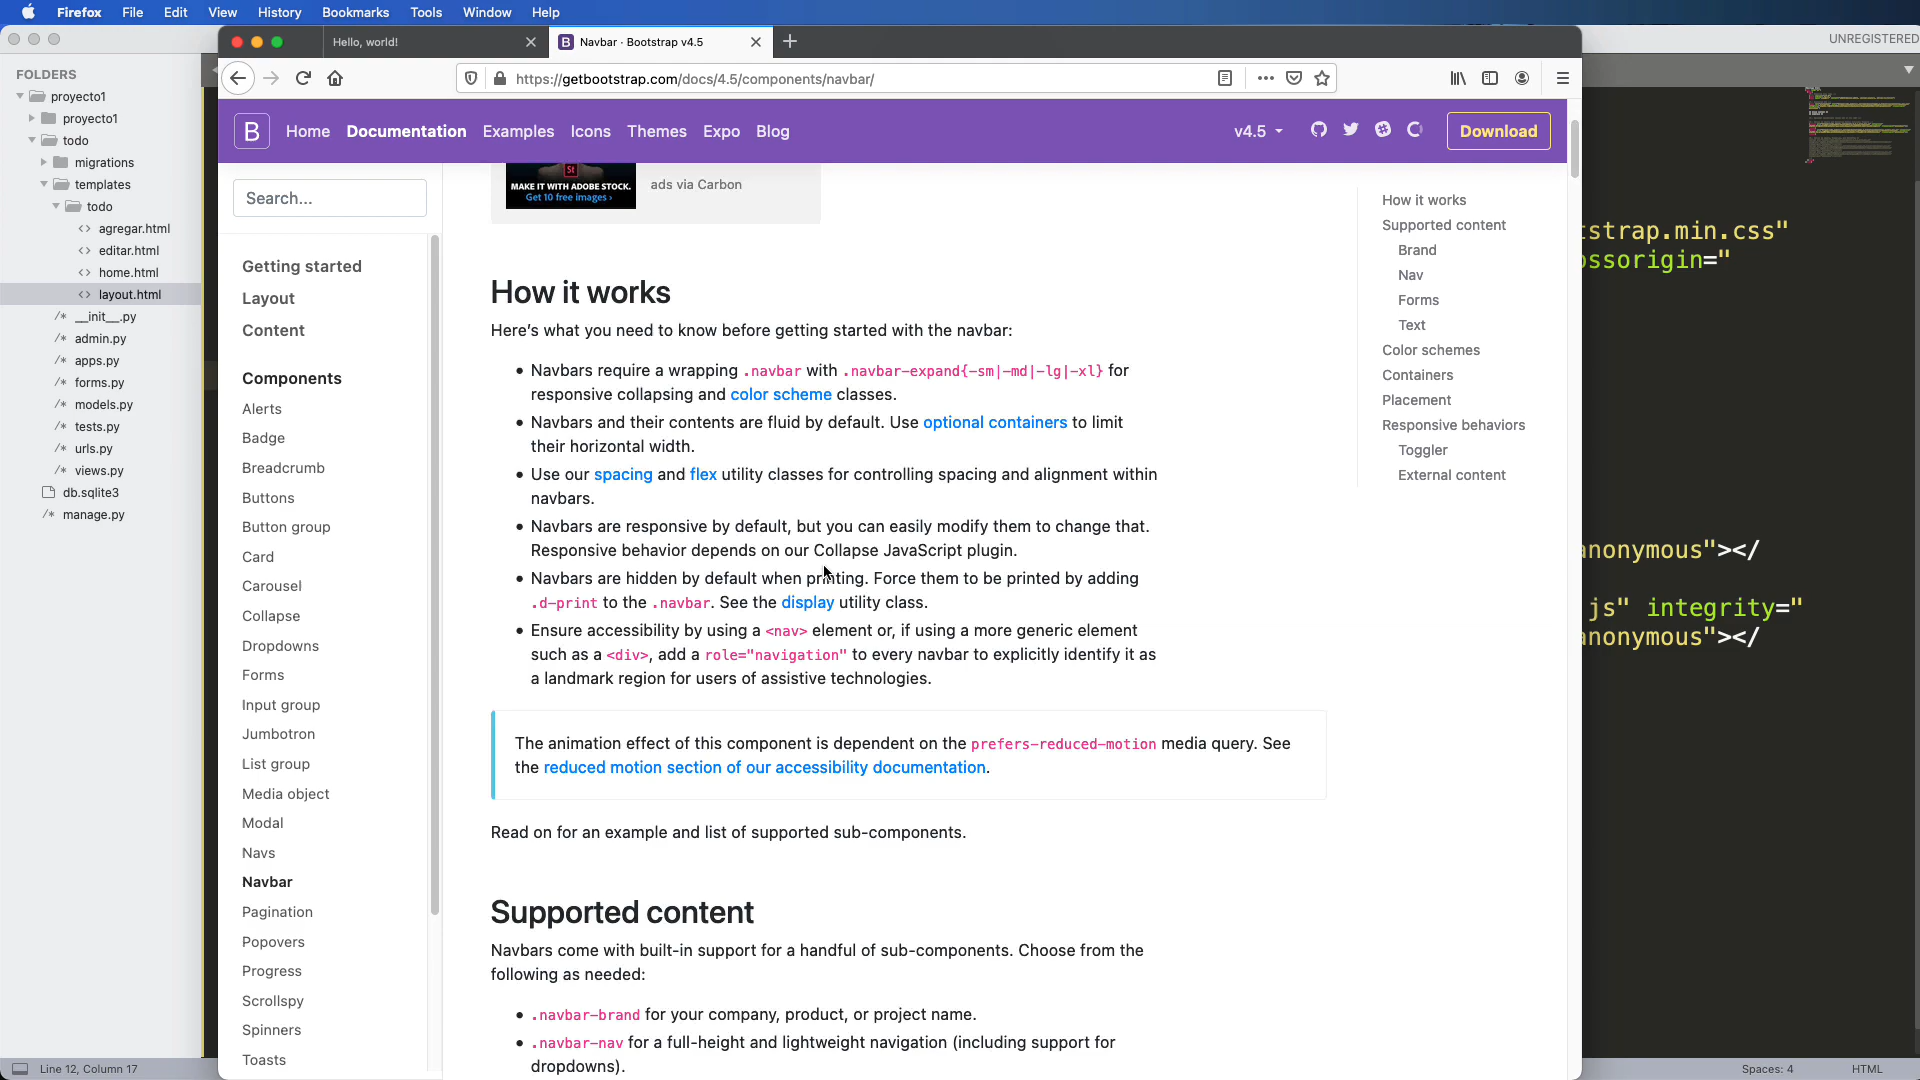 Firefox File Edit View History Bookmarks Tools Window Help
UNREGISTERED
Hello, world!
Navbar · Bootstrap v4.5
https://getbootstrap.com/docs/4.5/components/navbar/
FOLDERS
proyecto1
proyecto1
todo
migrations
templates
todo
<> agregar.html
<> editar.html
<> home.html
<> layout.html
/* __init__.py
/* admin.py
/* apps.py
/* forms.py
/* models.py
/* tests.py
/* urls.py
/* views.py
db.sqlite3
/* manage.py
B Home Documentation Examples Icons Themes Expo Blog
v4.5
Download
Search...
Getting started
Layout
Content
Components
Alerts
Badge
Breadcrumb
Buttons
Button group
Card
Carousel
Collapse
Dropdowns
Forms
Input group
Jumbotron
List group
Media object
Modal
Navs
Navbar
Pagination
Popovers
Progress
Scrollspy
Spinners
Toasts
St
MAKE IT WITH ADOBE STOCK.
Get 10 free images ›
ads via Carbon
How it works
Here's what you need to know before getting started with the navbar:
• Navbars require a wrapping .navbar with .navbar-expand{-sm|-md|-lg|-xl} for
responsive collapsing and color scheme classes.
• Navbars and their contents are fluid by default. Use optional containers to limit
their horizontal width.
• Use our spacing and flex utility classes for controlling spacing and alignment within
navbars.
• Navbars are responsive by default, but you can easily modify them to change that.
Responsive behavior depends on our Collapse JavaScript plugin.
• Navbars are hidden by default when printing. Force them to be printed by adding
.d-print to the .navbar. See the display utility class.
• Ensure accessibility by using a <nav> element or, if using a more generic element
such as a <div>, add a role="navigation" to every navbar to explicitly identify it as
a landmark region for users of assistive technologies.
The animation effect of this component is dependent on the prefers-reduced-motion media query. See
the reduced motion section of our accessibility documentation.
Read on for an example and list of supported sub-components.
Supported content
Navbars come with built-in support for a handful of sub-components. Choose from the
following as needed:
• .navbar-brand for your company, product, or project name.
• .navbar-nav for a full-height and lightweight navigation (including support for
dropdowns).
How it works
Supported content
Brand
Nav
Forms
Text
Color schemes
Containers
Placement
Responsive behaviors
Toggler
External content
tstrap.min.css"
ossorigin="
anonymous"></
js" integrity="
anonymous"></
Line 12, Column 17
Spaces: 4
HTML